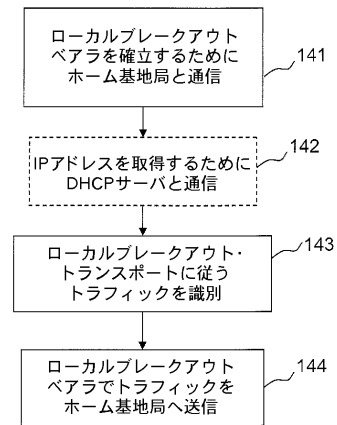 ローカルブレークアウト
ベアラを確立するために
ホーム基地局と通信
141
IPアドレスを取得するために
DHCPサーバと通信
142
ローカルブレークアウト・
トランスポートに従う
トラフィックを識別
143
ローカルブレークアウト
ベアラでトラフィックを
ホーム基地局へ送信
144